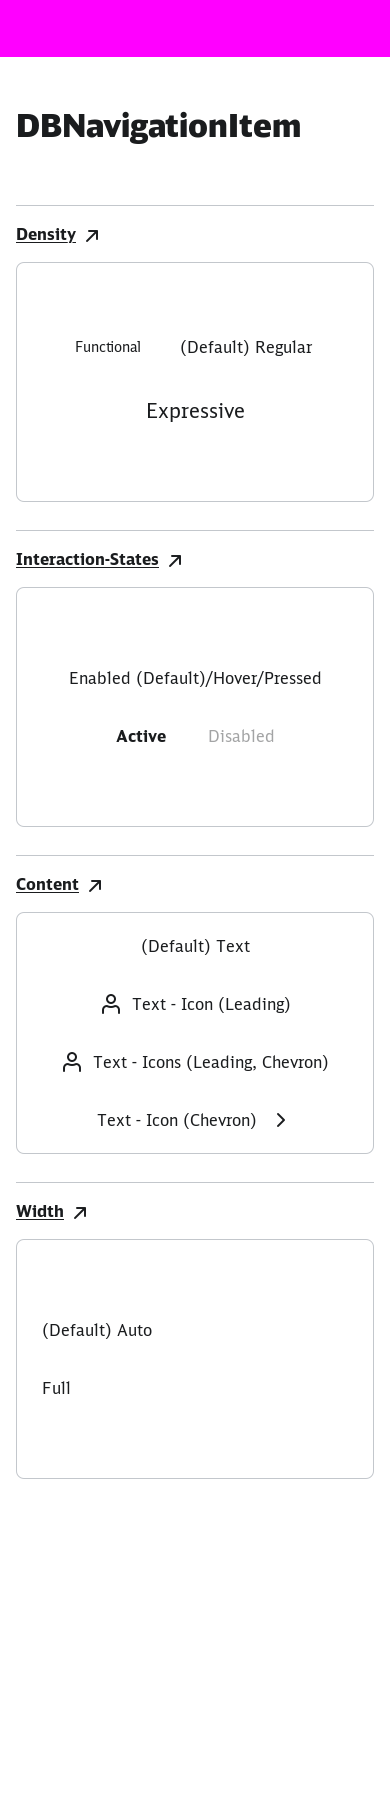 DBNavigationItem
Density
Functional (Default) Regular
Expressive
Interaction-States
Enabled (Default)/Hover/Pressed
Active Disabled
Content
(Default) Text
Text - Icon (Leading)
Text - Icons (Leading, Chevron)
Text - Icon (Chevron)
Width
(Default) Auto
Full